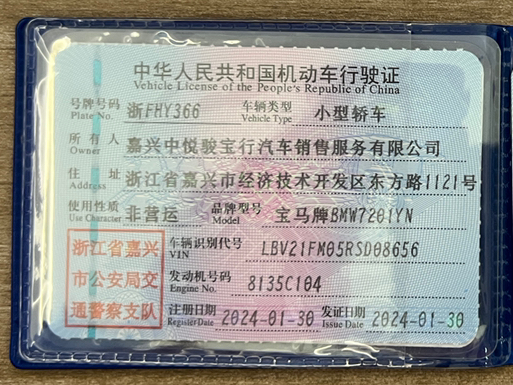 中华人民共和国机动车行驶证
Vehicle License of the People's Republic of China
号牌号码 Plate No. 浙FHY366 车辆类型 Vehicle Type 小型轿车
所有人 Owner 嘉兴中悦骏宝行汽车销售服务有限公司
住址 Address 浙江省嘉兴市经济技术开发区东方路1121号
使用性质 Use Character 非营运 品牌型号 Model 宝马牌BMW7201YN
浙江省嘉兴
市公安局交
通警察支队
车辆识别代号 VIN LBV21FM05RSD08656
发动机号码 Engine No. 8135C104
注册日期 Register Date 2024-01-30 发证日期 Issue Date 2024-01-30